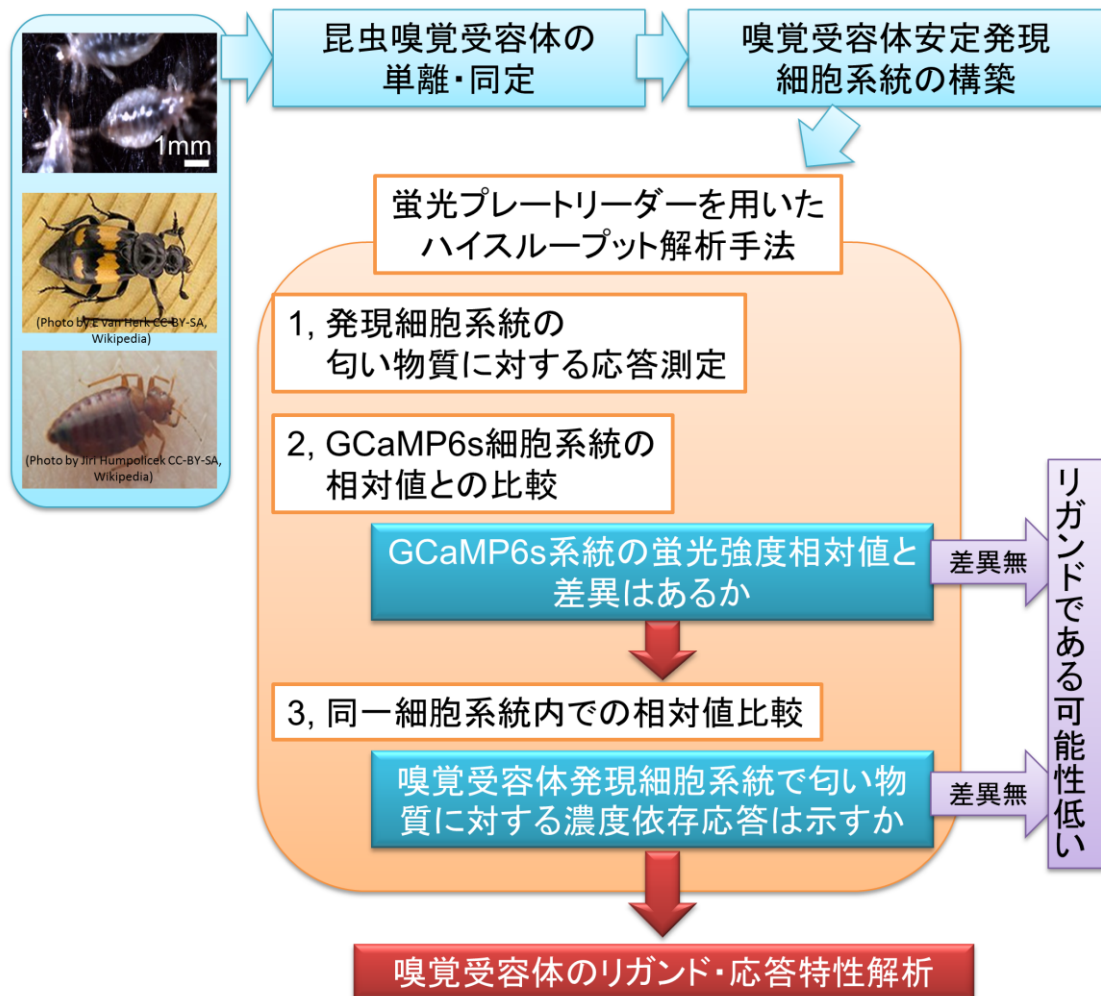 1mm
(Photo by E van Herk CC-BY-SA,
Wikipedia)
(Photo by Jiri Humpolicek CC-BY-SA,
Wikipedia)
昆虫嗅覚受容体の
単離・同定
嗅覚受容体安定発現
細胞系統の構築
蛍光プレートリーダーを用いた
ハイスループット解析手法
1, 発現細胞系統の
匂い物質に対する応答測定
2, GCaMP6s細胞系統の
相対値との比較
GCaMP6s系統の蛍光強度相対値と
差異はあるか
差異無
3, 同一細胞系統内での相対値比較
嗅覚受容体発現細胞系統で匂い物
質に対する濃度依存応答は示すか
差異無
リガンドである可能性低い
嗅覚受容体のリガンド・応答特性解析